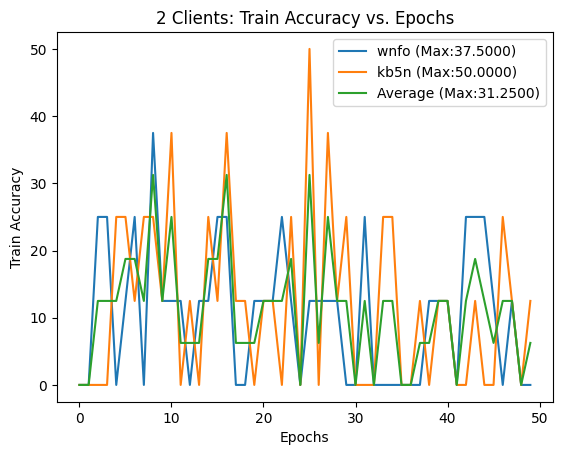 2 Clients: Train Accuracy vs. Epochs
wnfo (Max:37.5000)
kb5n (Max:50.0000)
Average (Max:31.2500)
Train Accuracy
50
40
30
20
10
0
0 10 20 30 40 50
Epochs